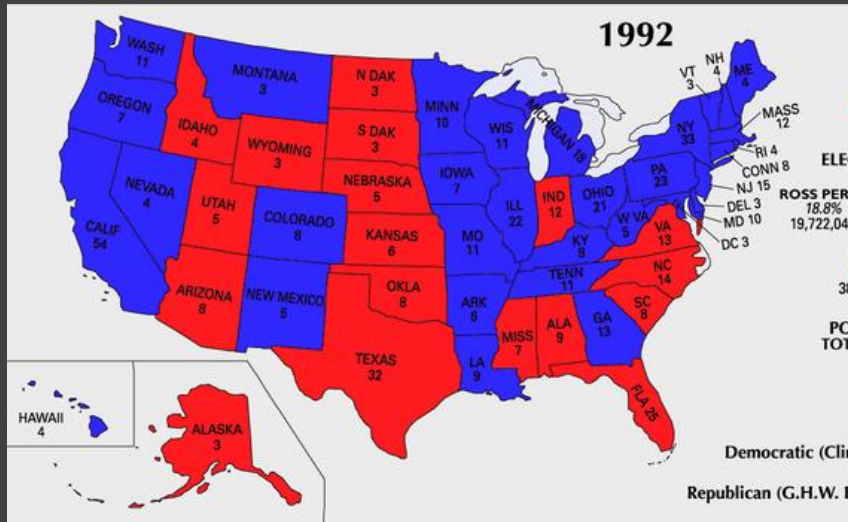 1992
WASH
11
OREGON
7
CALIF
54
NEVADA
4
IDAHO
4
MONTANA
3
WYOMING
3
UTAH
5
COLORADO
8
ARIZONA
8
NEW MEXICO
5
N DAK
3
S DAK
3
NEBRASKA
5
KANSAS
6
OKLA
8
TEXAS
32
MINN
10
IOWA
7
MO
11
ARK
6
LA
9
WIS
11
ILL
22
MICHIGAN 18
IND
12
OHIO
21
KY
8
TENN
11
MISS
7
ALA
9
GA
13
FLA 25
SC
8
NC
14
VA
13
W VA
5
PA
23
NY
33
VT
3
NH
4
ME
4
MASS
12
RI 4
CONN 8
NJ 15
DEL 3
MD 10
DC 3
HAWAII
4
ALASKA
3
ELEC
ROSS PER
18.8%
19,722,04
38
PO
TOT
Democratic (Clin
Republican (G.H.W. B